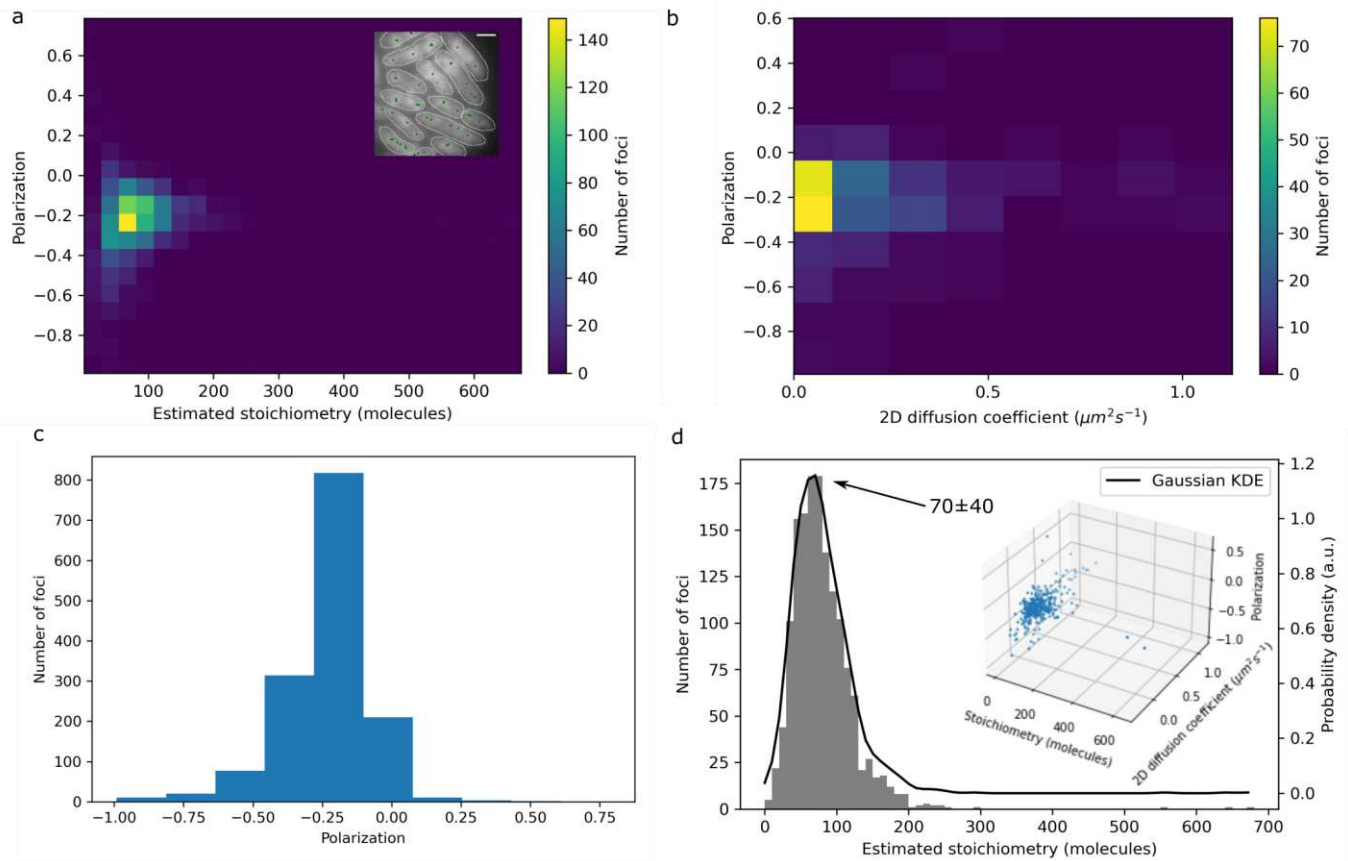 a
0.6
0.4
0.2
0.0
−0.2
−0.4
−0.6
−0.8
Polarization
100 200 300 400 500 600
Estimated stoichiometry (molecules)
140
120
100
80
60
40
20
0
Number of foci
b
0.6
0.4
0.2
0.0
−0.2
−0.4
−0.6
−0.8
Polarization
0.0 0.5 1.0
2D diffusion coefficient (μm²s⁻¹)
70
60
50
40
30
20
10
0
Number of foci
c
800
700
600
500
400
300
200
100
0
Number of foci
−1.00 −0.75 −0.50 −0.25 0.00 0.25 0.50 0.75
Polarization
d
175
150
125
100
75
50
25
0
Number of foci
0 100 200 300 400 500 600 700
Estimated stoichiometry (molecules)
70±40
Gaussian KDE
1.2
1.0
0.8
0.6
0.4
0.2
0.0
Probability density (a.u.)
0.5
0.0
−0.5
−1.0
Polarization
0 200 400 600
Stoichiometry (molecules)
0.0 0.5 1.0
2D diffusion coefficient (μm²s⁻¹)